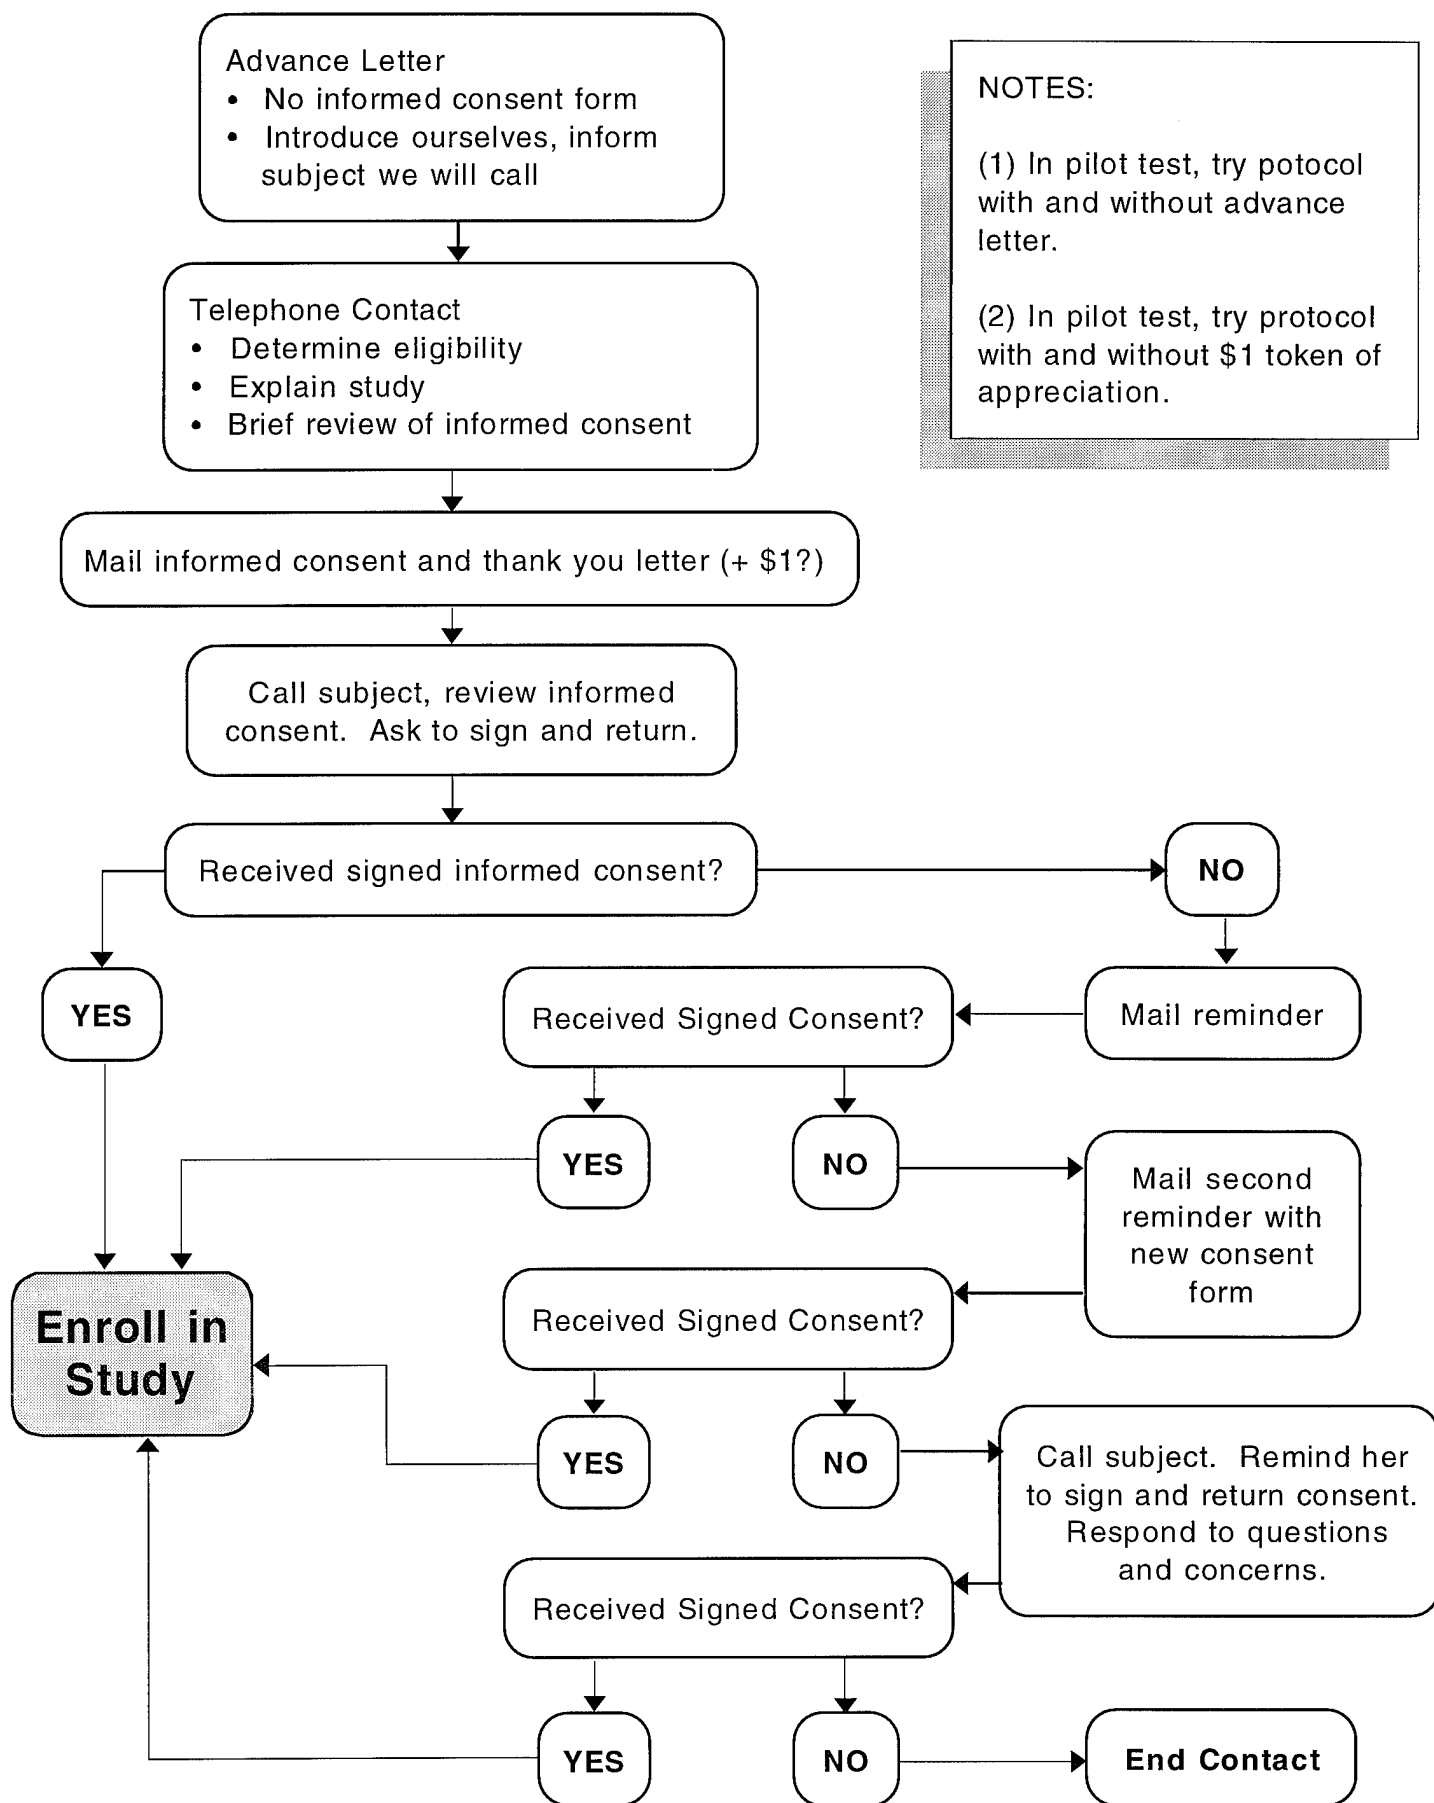 Advance Letter
• No informed consent form
• Introduce ourselves, inform
subject we will call
NOTES:
(1) In pilot test, try potocol
with and without advance
letter.
(2) In pilot test, try protocol
with and without $1 token of
appreciation.
Telephone Contact
• Determine eligibility
• Explain study
• Brief review of informed consent
Mail informed consent and thank you letter (+ $1?)
Call subject, review informed
consent. Ask to sign and return.
Received signed informed consent?
NO
YES
Received Signed Consent?
Mail reminder
YES
NO
Mail second
reminder with
new consent
form
Enroll in
Study
Received Signed Consent?
YES
NO
Call subject. Remind her
to sign and return consent.
Respond to questions
and concerns.
Received Signed Consent?
YES
NO
End Contact